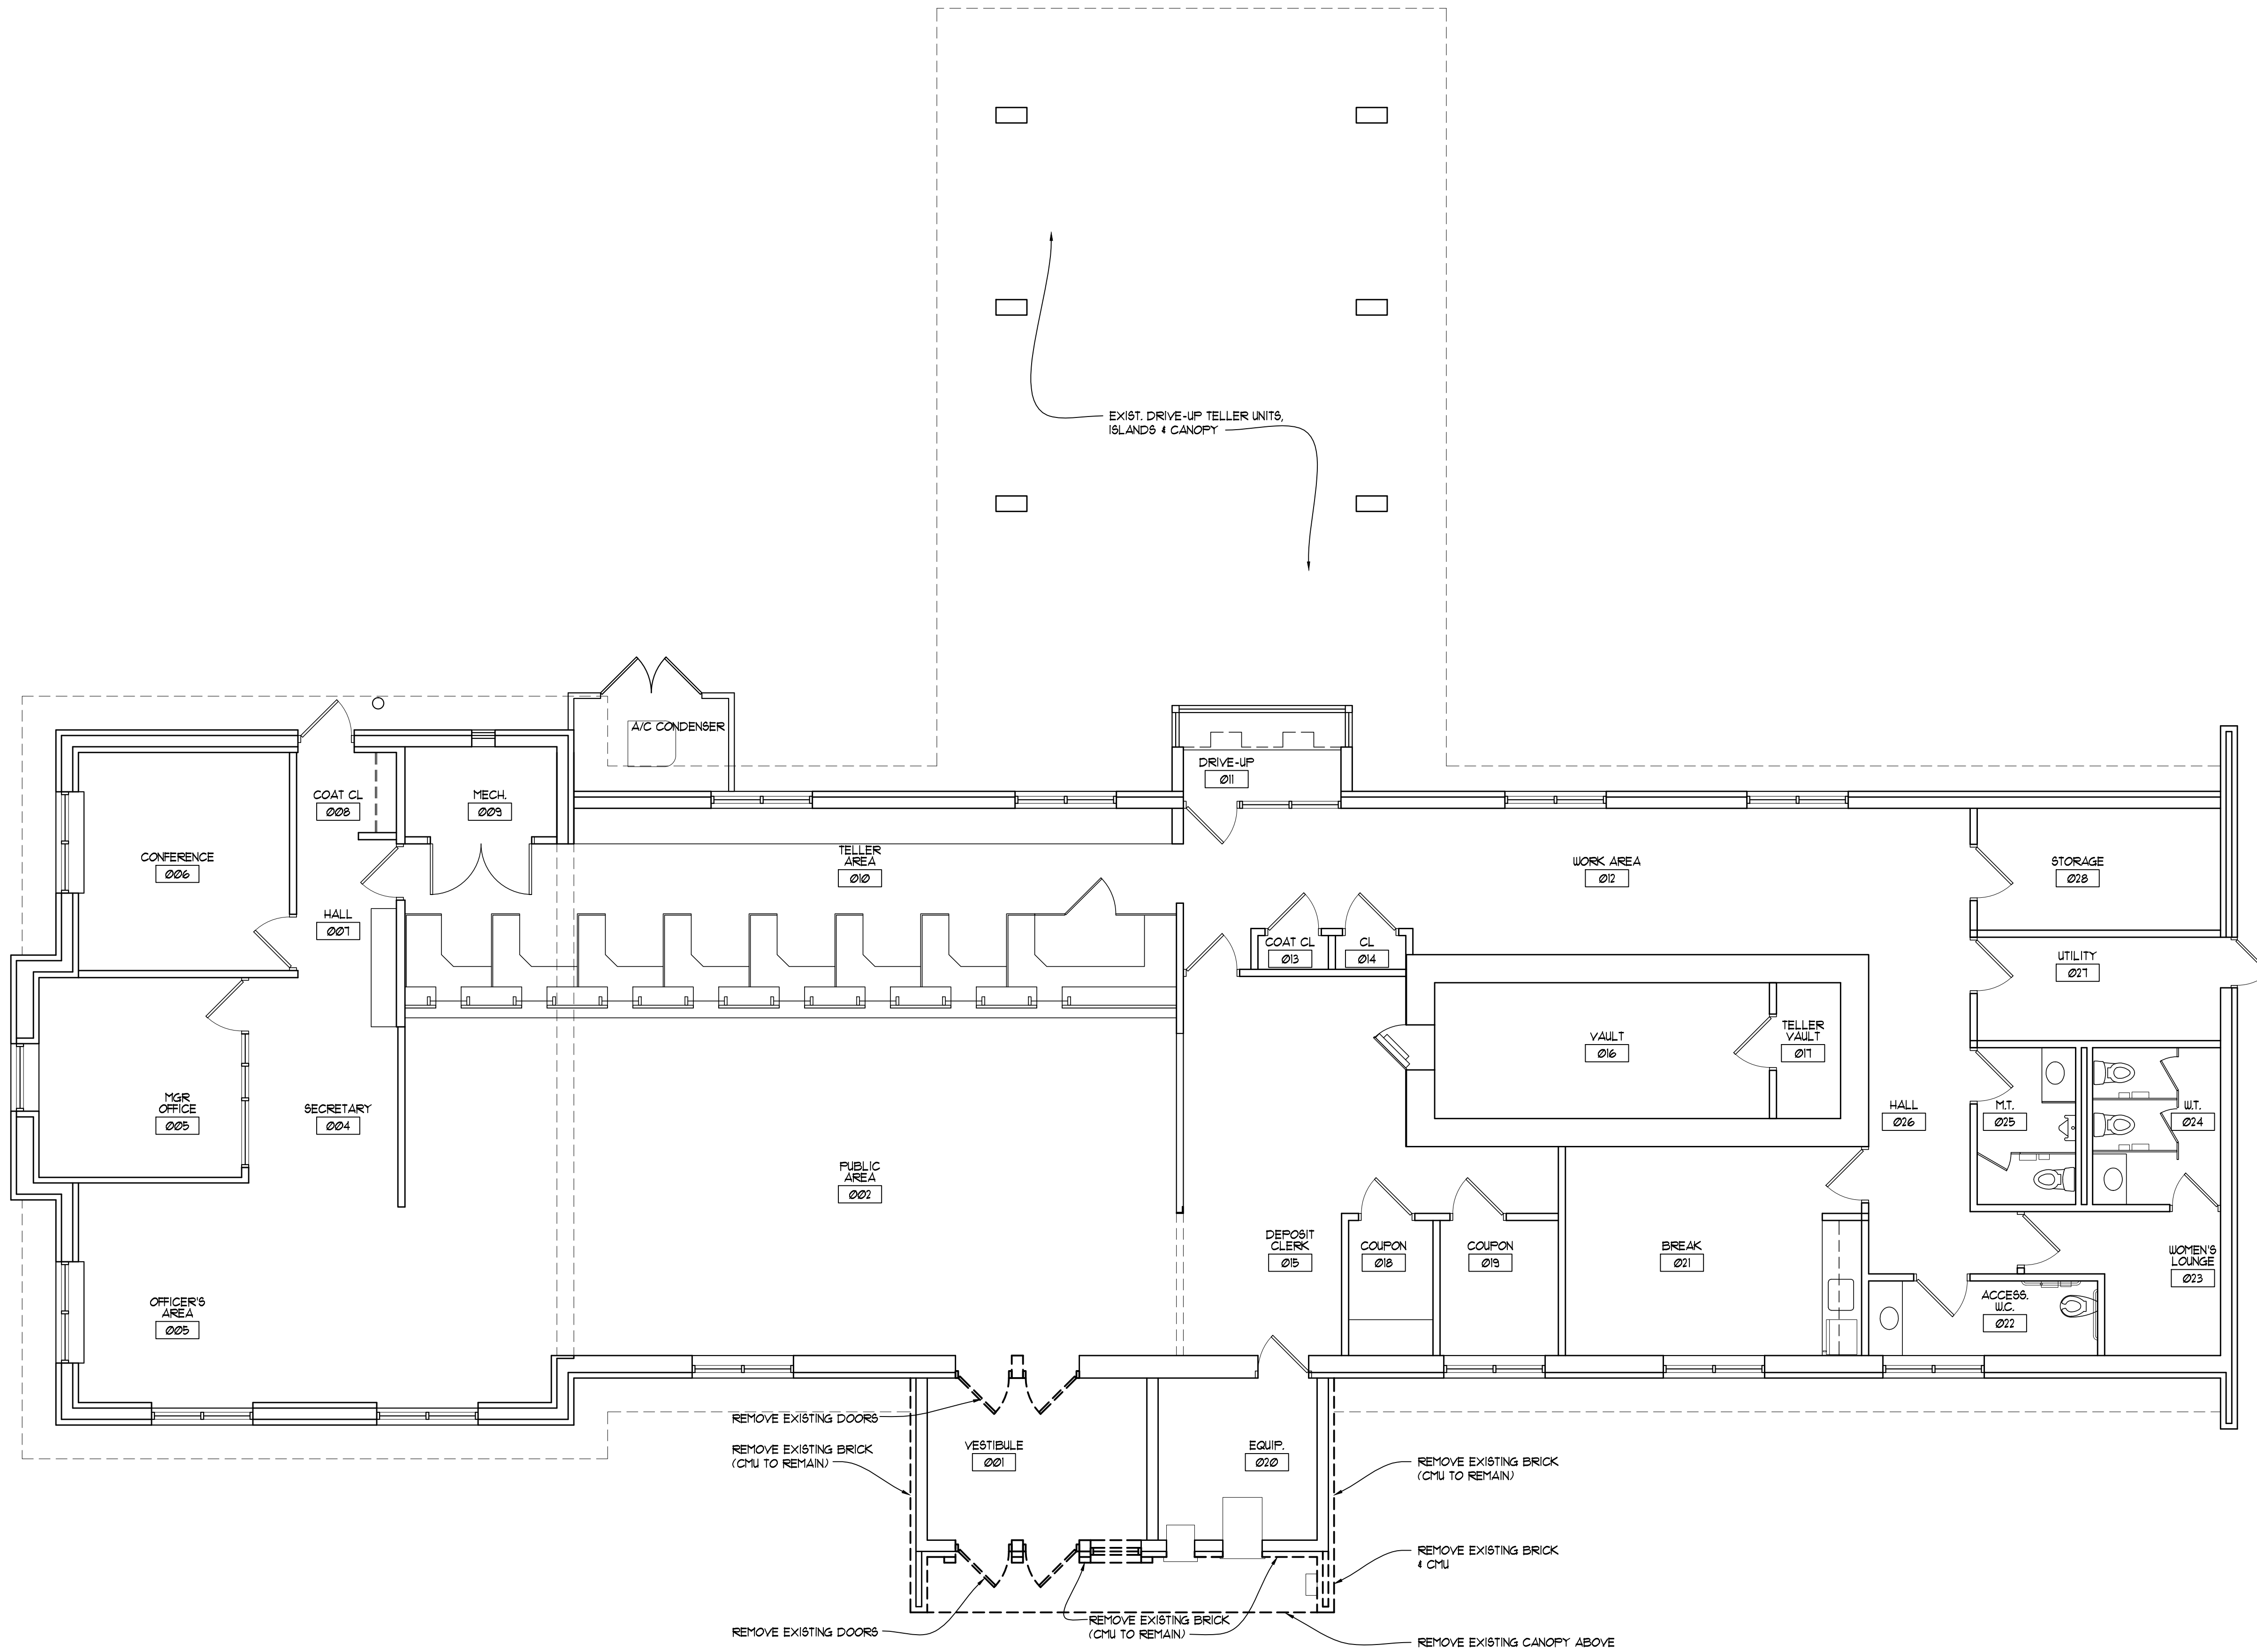 EXIST. DRIVE-UP TELLER UNITS,
ISLANDS & CANOPY
A/C CONDENSER
DRIVE-UP
011
COAT CL
008
MECH.
009
CONFERENCE
006
TELLER
AREA
010
WORK AREA
012
STORAGE
028
HALL
007
COAT CL
013
CL
014
UTILITY
027
VAULT
016
TELLER
VAULT
017
MGR
OFFICE
005
SECRETARY
004
HALL
026
M.T.
025
W.T.
024
PUBLIC
AREA
002
DEPOSIT
CLERK
015
COUPON
018
COUPON
019
BREAK
021
WOMEN'S
LOUNGE
023
OFFICER'S
AREA
005
ACCESS.
W.C.
022
REMOVE EXISTING DOORS
REMOVE EXISTING BRICK
(CMU TO REMAIN)
VESTIBULE
001
EQUIP.
020
REMOVE EXISTING BRICK
(CMU TO REMAIN)
REMOVE EXISTING BRICK
& CMU
REMOVE EXISTING DOORS
REMOVE EXISTING BRICK
(CMU TO REMAIN)
REMOVE EXISTING CANOPY ABOVE